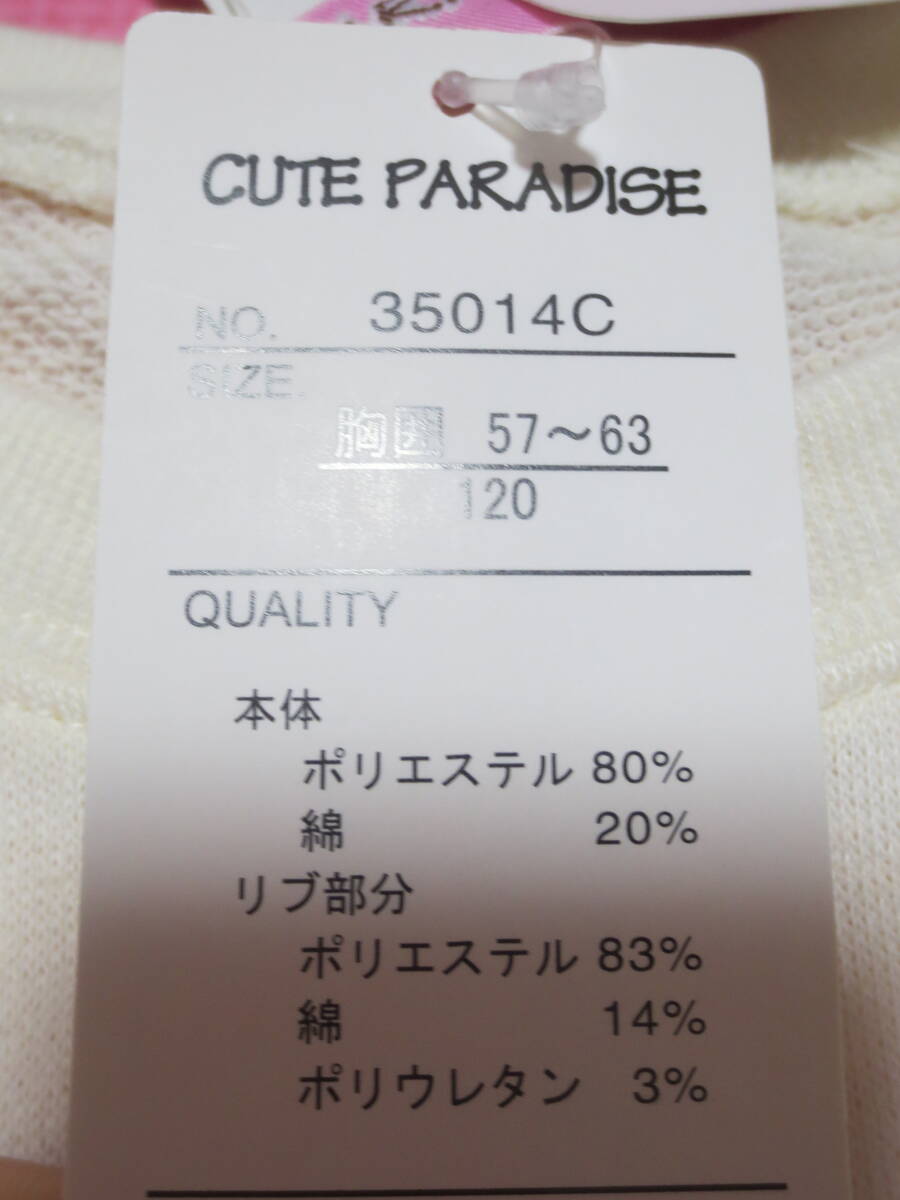 CUTE PARADISE
NO. 35014C
SIZE.
胸囲 57～63
120
QUALITY
本体
ポリエステル 80%
綿 20%
リブ部分
ポリエステル 83%
綿 14%
ポリウレタン 3%